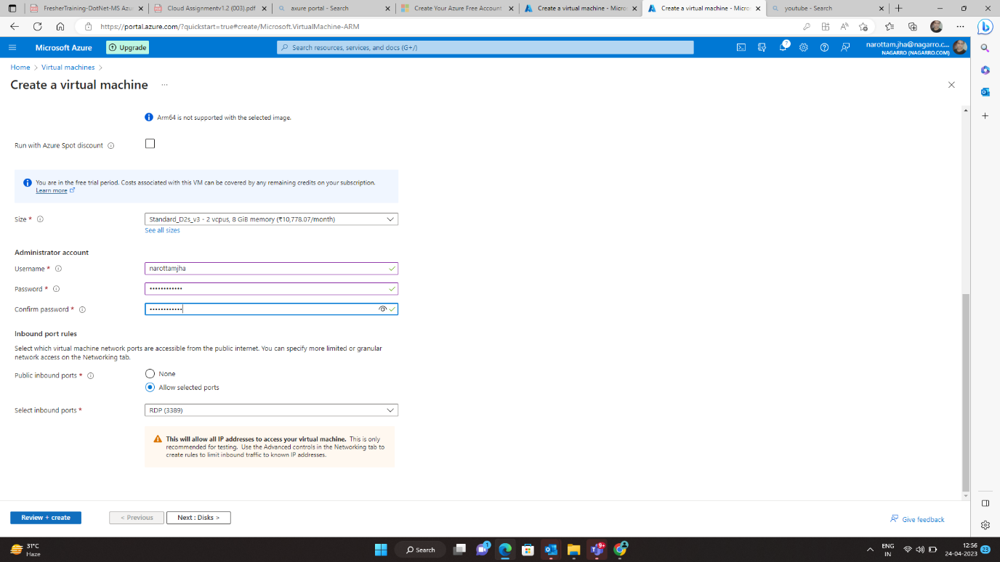 FresherTraining-DotNet-MS Azu
Cloud Assignmentv1.2 (003).pdf
axure portal - Search
Create Your Azure Free Account
Create a virtual machine - Micros
Create a virtual machine - Micros
youtube - Search
https://portal.azure.com/?quickstart=true#create/Microsoft.VirtualMachine-ARM
Microsoft Azure
Upgrade
Search resources, services, and docs (G+/)
7
narottam.jha@nagarro.c...
NAGARRO (NAGARRO.COM)
Home > Virtual machines >
Create a virtual machine ...
Arm64 is not supported with the selected image.
Run with Azure Spot discount
You are in the free trial period. Costs associated with this VM can be covered by any remaining credits on your subscription.
Learn more
Size *
Standard_D2s_v3 - 2 vcpus, 8 GiB memory (₹10,778.07/month)
See all sizes
Administrator account
Username *
narottamjha
Password *
••••••••••••
Confirm password *
••••••••••••
Inbound port rules
Select which virtual machine network ports are accessible from the public internet. You can specify more limited or granular
network access on the Networking tab.
Public inbound ports *
None
Allow selected ports
Select inbound ports *
RDP (3389)
This will allow all IP addresses to access your virtual machine. This is only
recommended for testing. Use the Advanced controls in the Networking tab to
create rules to limit inbound traffic to known IP addresses.
Review + create
< Previous
Next : Disks >
Give feedback
31°C
Haze
Search
1
9+
ENG
IN
12:56
24-04-2023
23